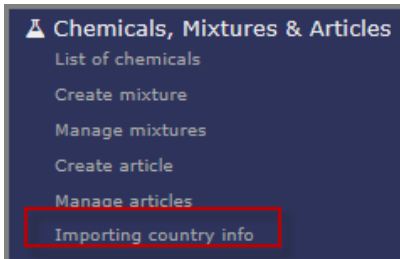 Chemicals, Mixtures & Articles
List of chemicals
Create mixture
Manage mixtures
Create article
Manage articles
Importing country info